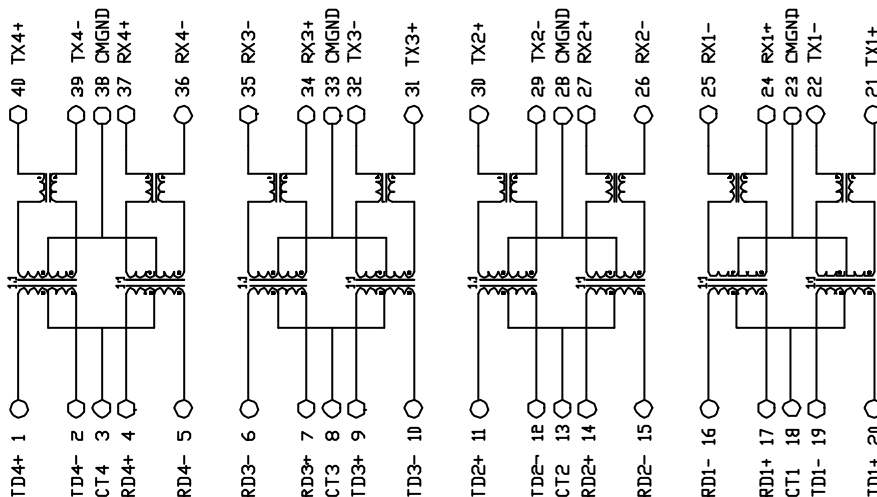 40 TX4+
39 TX4-
38 CMGND
37 RX4+
36 RX4-
35 RX3-
34 RX3+
33 CMGND
32 TX3-
31 TX3+
30 TX2+
29 TX2-
28 CMGND
27 RX2+
26 RX2-
25 RX1-
24 RX1+
23 CMGND
22 TX1-
21 TX1+
1:1
1:1
1:1
1:1
1:1
1:1
1:1
1:1
TD4+ 1
TD4- 2
CT4 3
RD4+ 4
RD4- 5
RD3- 6
RD3+ 7
CT3 8
TD3+ 9
TD3- 10
TD2+ 11
TD2- 12
CT2 13
RD2+ 14
RD2- 15
RD1- 16
RD1+ 17
CT1 18
TD1- 19
TD1+ 20